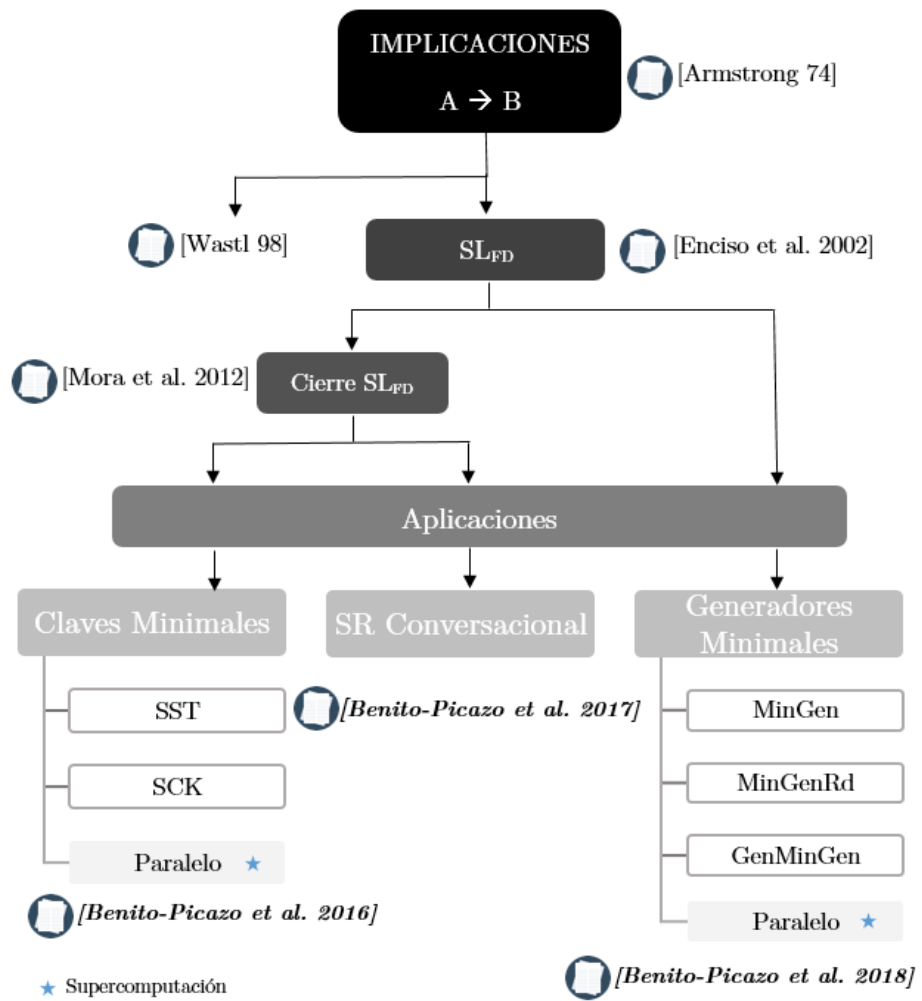 IMPLICACIONES
A → B
[Armstrong 74]
[Wastl 98]
SL_FD
[Enciso et al. 2002]
[Mora et al. 2012]
Cierre SL_FD
Aplicaciones
Claves Minimales
SR Conversacional
Generadores
Minimales
SST
SCK
Paralelo ★
[Benito-Picazo et al. 2016]
[Benito-Picazo et al. 2017]
MinGen
MinGenRd
GenMinGen
Paralelo ★
[Benito-Picazo et al. 2018]
★ Supercomputación